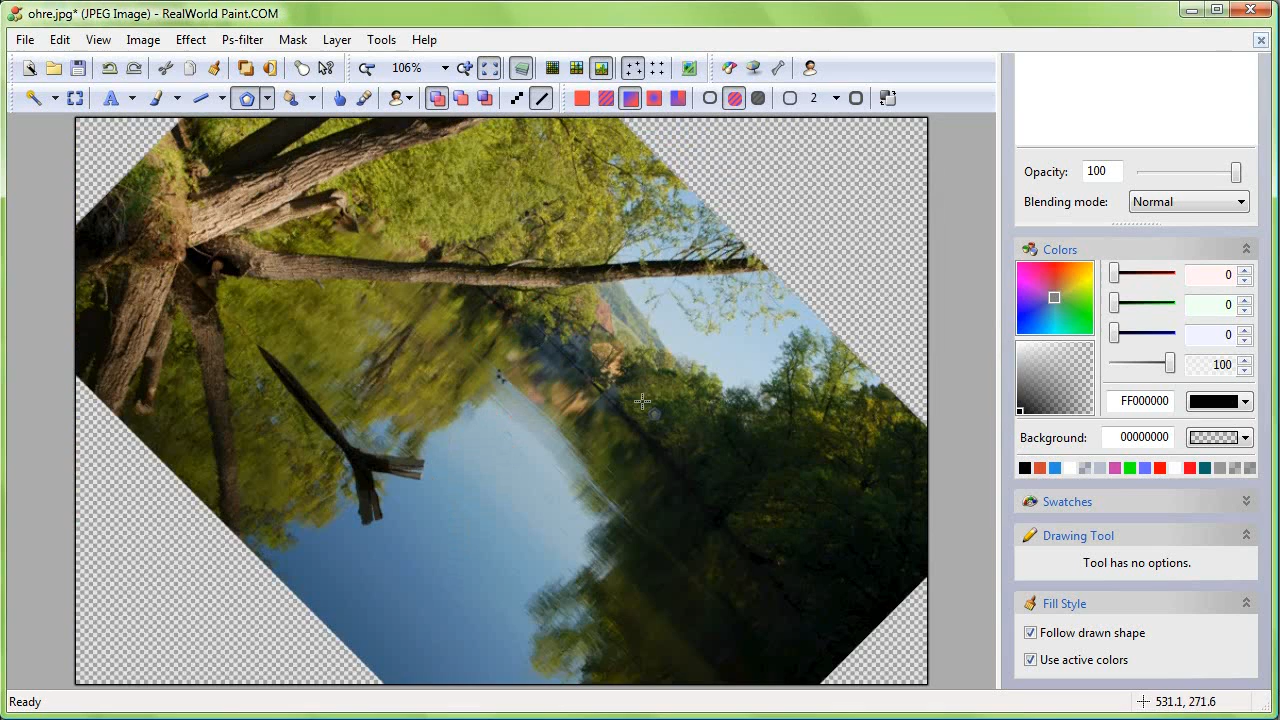 ohre.jpg* (JPEG Image) - RealWorld Paint.COM
File Edit View Image Effect Ps-filter Mask Layer Tools Help
106%
2
Opacity: 100
Blending mode: Normal
Colors
0
0
0
100
FF000000
Background: 00000000
Swatches
Drawing Tool
Tool has no options.
Fill Style
Follow drawn shape
Use active colors
Ready
531.1, 271.6